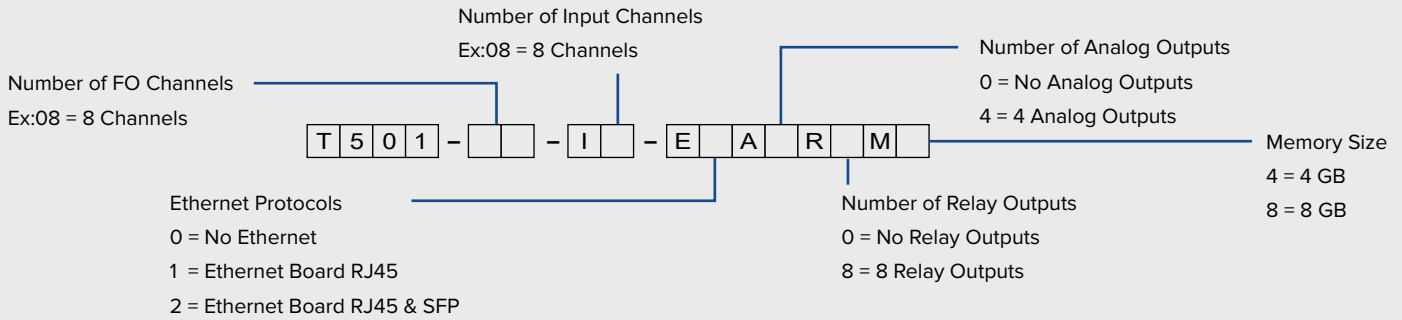 Number of Input Channels
Ex:08 = 8 Channels
Number of FO Channels
Ex:08 = 8 Channels
Number of Analog Outputs
0 = No Analog Outputs
4 = 4 Analog Outputs
T501- - I - E A R M
Memory Size
4 = 4 GB
8 = 8 GB
Ethernet Protocols
0 = No Ethernet
1 = Ethernet Board RJ45
2 = Ethernet Board RJ45 & SFP
Number of Relay Outputs
0 = No Relay Outputs
8 = 8 Relay Outputs